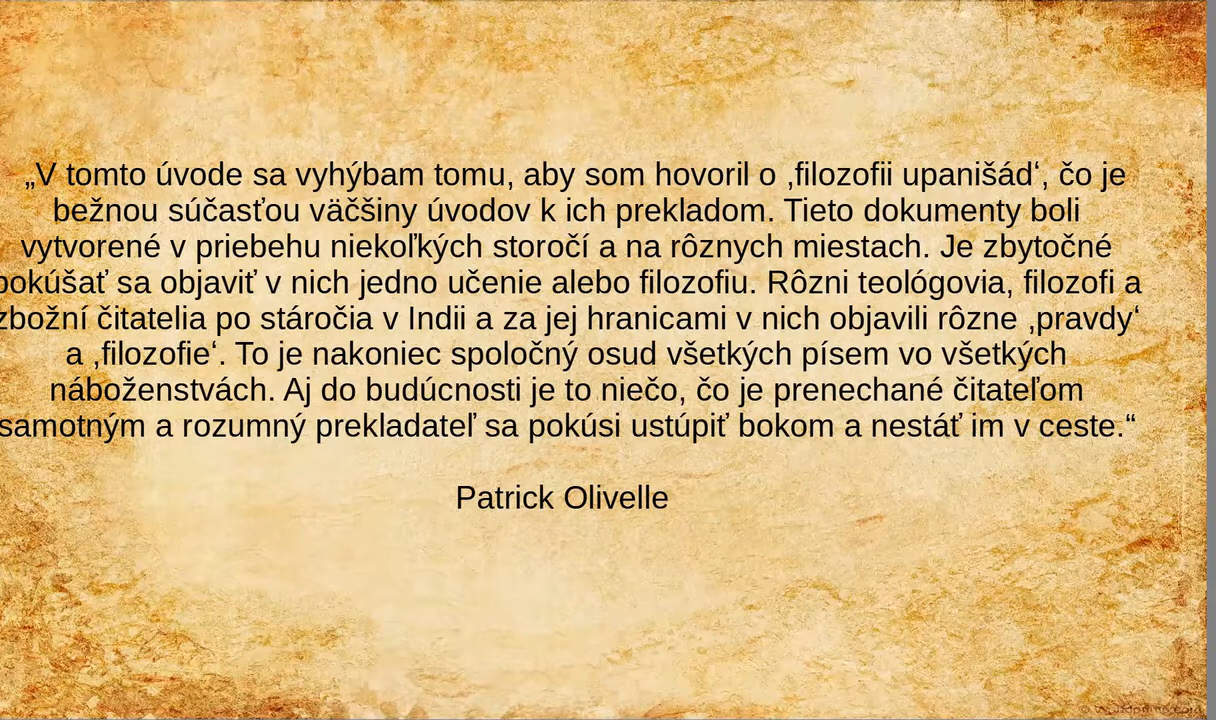 „V tomto úvode sa vyhýbam tomu, aby som hovoril o ‚filozofii upanišád‘, čo je
bežnou súčasťou väčšiny úvodov k ich prekladom. Tieto dokumenty boli
vytvorené v priebehu niekoľkých storočí a na rôznych miestach. Je zbytočné
pokúšať sa objaviť v nich jedno učenie alebo filozofiu. Rôzni teológovia, filozofi a
zbožní čitatelia po stáročia v Indii a za jej hranicami v nich objavili rôzne ‚pravdy‘
a ‚filozofie‘. To je nakoniec spoločný osud všetkých písem vo všetkých
náboženstvách. Aj do budúcnosti je to niečo, čo je prenechané čitateľom
samotným a rozumný prekladateľ sa pokúsi ustúpiť bokom a nestáť im v ceste.“
Patrick Olivelle